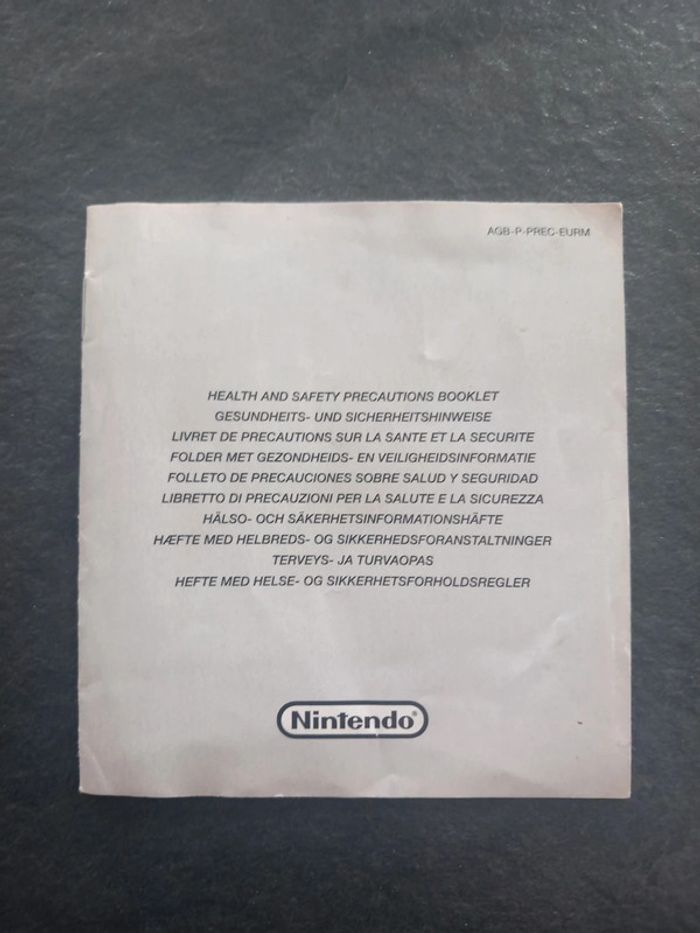 AGB-P-PREC-EURM
HEALTH AND SAFETY PRECAUTIONS BOOKLET
GESUNDHEITS- UND SICHERHEITSHINWEISE
LIVRET DE PRECAUTIONS SUR LA SANTE ET LA SECURITE
FOLDER MET GEZONDHEIDS- EN VEILIGHEIDSINFORMATIE
FOLLETO DE PRECAUCIONES SOBRE SALUD Y SEGURIDAD
LIBRETTO DI PRECAUZIONI PER LA SALUTE E LA SICUREZZA
HÄLSO- OCH SÄKERHETSINFORMATIONSHÄFTE
HÆFTE MED HELBREDS- OG SIKKERHEDSFORANSTALTNINGER
TERVEYS- JA TURVAOPAS
HEFTE MED HELSE- OG SIKKERHETSFORHOLDSREGLER
Nintendo®